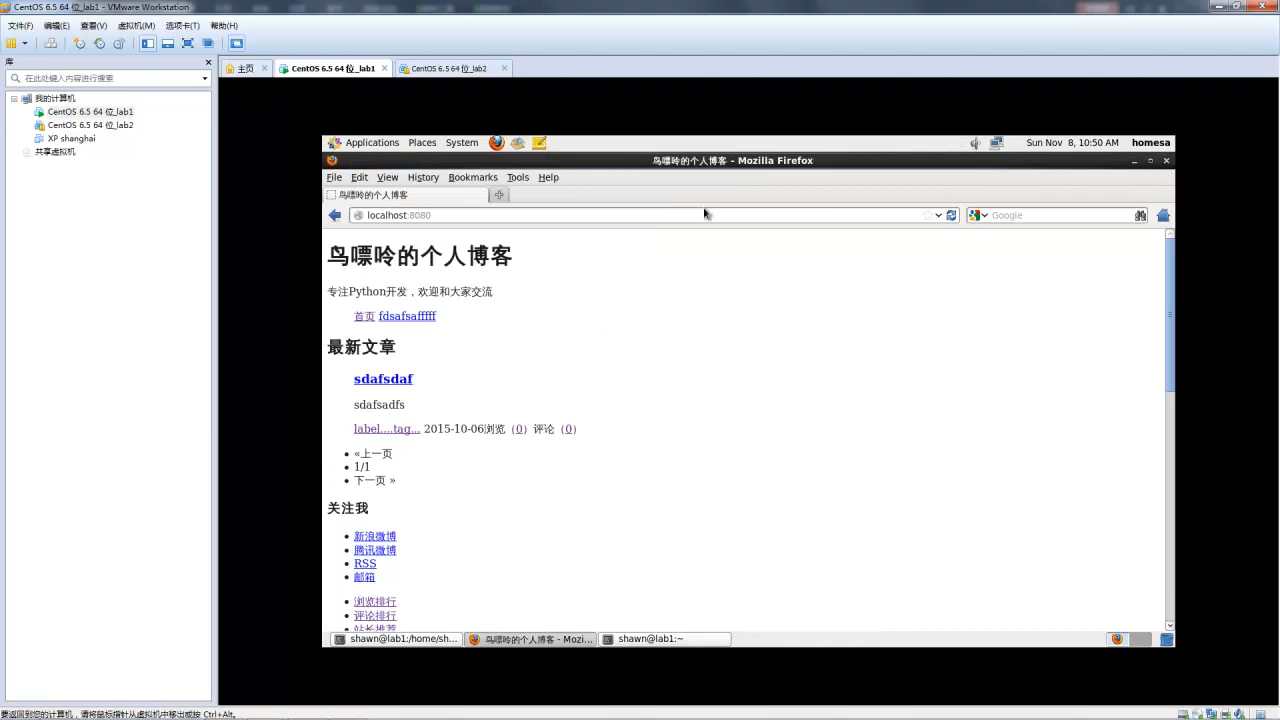 CentOS 6.5 64 位_lab1 - VMware Workstation
文件(F) 编辑(E) 查看(V) 虚拟机(M) 选项卡(T) 帮助(H)
库
在此处键入内容进行搜索
我的计算机
CentOS 6.5 64 位_lab1
CentOS 6.5 64 位_lab2
XP shanghai
共享虚拟机
主页 CentOS 6.5 64 位_lab1 CentOS 6.5 64 位_lab2
Applications Places System Sun Nov 8, 10:50 AM homesa
鸟嘌呤的个人博客 - Mozilla Firefox
File Edit View History Bookmarks Tools Help
鸟嘌呤的个人博客
localhost:8080 Google
鸟嘌呤的个人博客
专注Python开发，欢迎和大家交流
首页 fdsafsafffff
最新文章
sdafsdaf
sdafsadfs
label....tag... 2015-10-06浏览（0）评论（0）
«上一页
1/1
下一页 »
关注我
新浪微博
腾讯微博
RSS
邮箱
浏览排行
评论排行
站长推荐
shawn@lab1:/home/sh... 鸟嘌呤的个人博客 - Mozi... shawn@lab1:~
要返回到您的计算机，请将鼠标指针从虚拟机中移出或按 Ctrl+Alt。